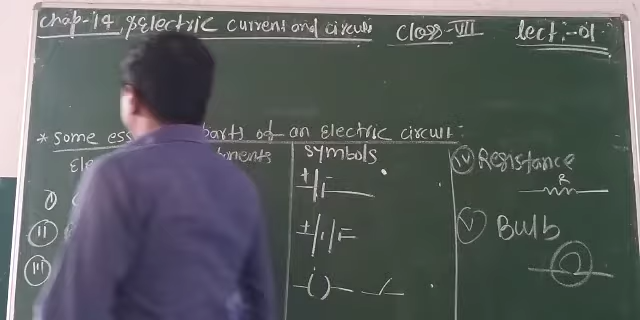 Chap-14, Electric current and circuits
Class-VII
lect:-01
* Some ess parts of an Electric circuit:
Ele nents
Symbols
(i)
(ii)
(iii)
+ -
+ -
(iv) Resistance
R
(v) Bulb